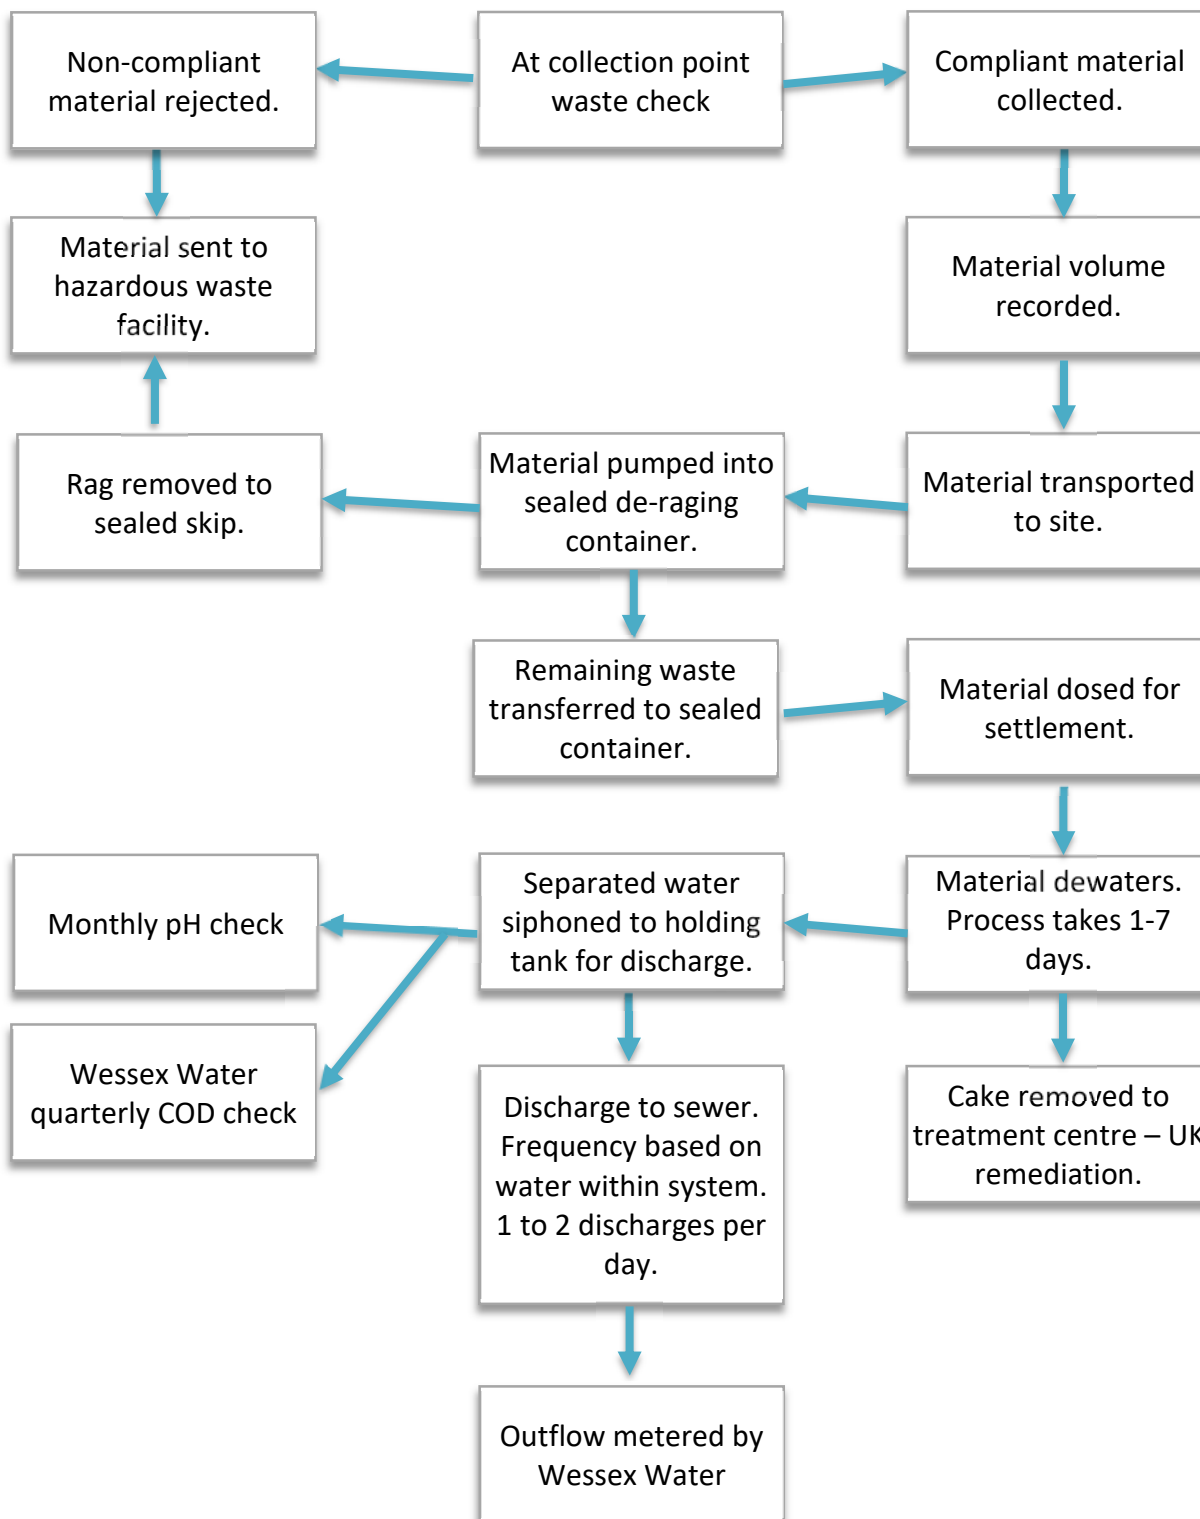 Non-compliant
material rejected.
At collection point
waste check
Compliant material
collected.
Material sent to
hazardous waste
facility.
Material volume
recorded.
Rag removed to
sealed skip.
Material pumped into
sealed de-raging
container.
Material transported
to site.
Remaining waste
transferred to sealed
container.
Material dosed for
settlement.
Monthly pH check
Separated water
siphoned to holding
tank for discharge.
Material dewaters.
Process takes 1-7
days.
Wessex Water
quarterly COD check
Discharge to sewer.
Frequency based on
water within system.
1 to 2 discharges per
day.
Cake removed to
treatment centre – UK
remediation.
Outflow metered by
Wessex Water